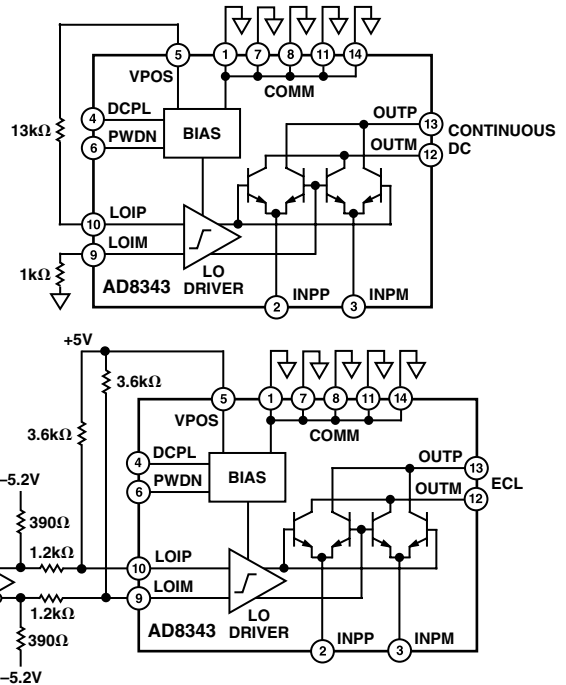 5 1 7 8 11 14
VPOS
COMM
4 DCPL
6 PWDN
BIAS
13kΩ
OUTP 13
CONTINUOUS
OUTM 12
DC
10 LOIP
9 LOIM
1kΩ
AD8343
LO
DRIVER
2 INPP
3 INPM
+5V
3.6kΩ
3.6kΩ
5 1 7 8 11 14
VPOS
COMM
4 DCPL
6 PWDN
BIAS
OUTP 13
ECL
OUTM 12
–5.2V
390Ω
1.2kΩ
10 LOIP
9 LOIM
1.2kΩ
390Ω
–5.2V
AD8343
LO
DRIVER
2 INPP
3 INPM